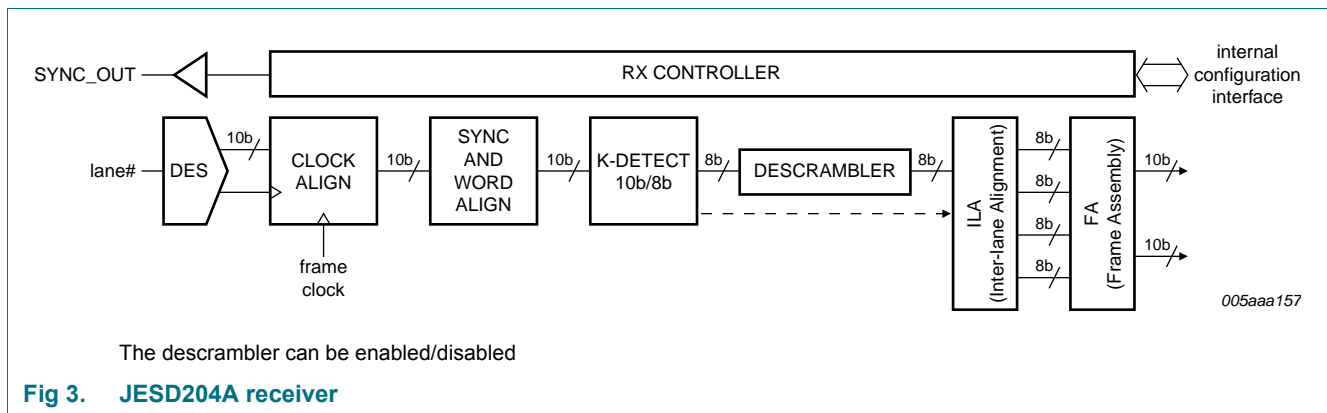 SYNC_OUT
RX CONTROLLER
internal
configuration
interface
lane#
DES
10b
CLOCK
ALIGN
frame
clock
10b
SYNC
AND
WORD
ALIGN
10b
K-DETECT
10b/8b
8b
DESCRAMBLER
8b
ILA
(Inter-lane Alignment)
8b
8b
8b
8b
FA
(Frame Assembly)
10b
10b
005aaa157
The descrambler can be enabled/disabled
Fig 3. JESD204A receiver